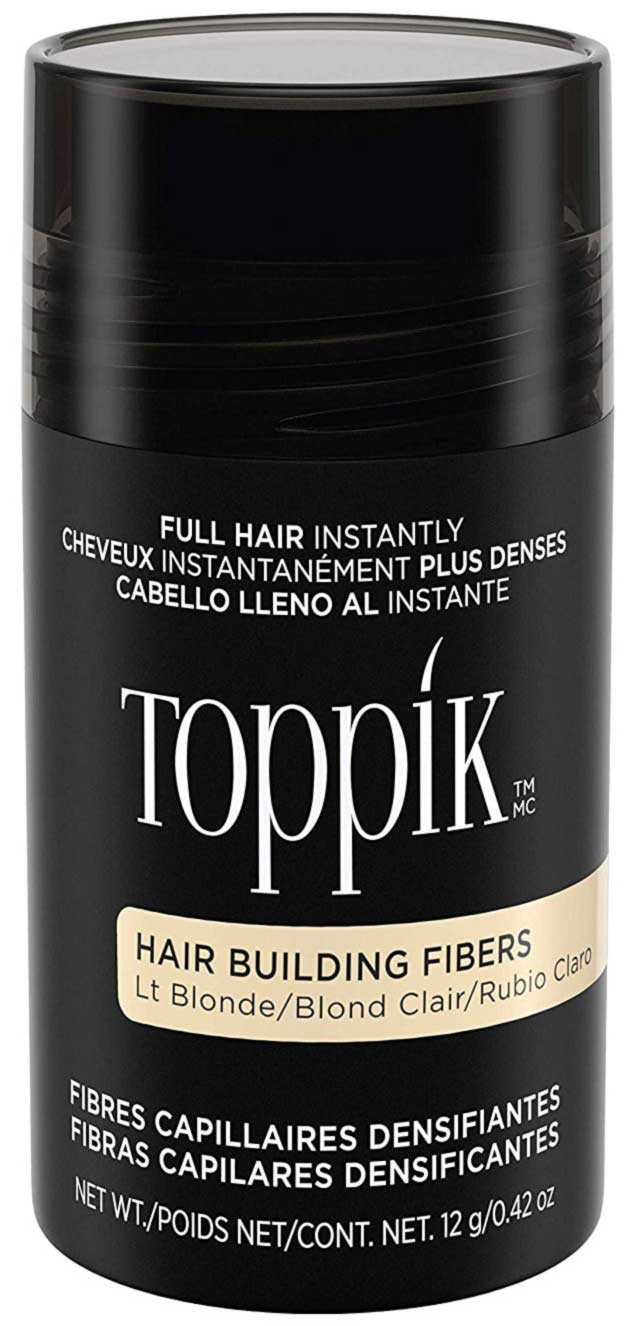 FULL HAIR INSTANTLY
CHEVEUX INSTANTANÉMENT PLUS DENSES
CABELLO LLENO AL INSTANTE
TOPPIK
TM
MC
HAIR BUILDING FIBERS
Lt Blonde/Blond Clair/Rubio Claro
FIBRES CAPILLAIRES DENSIFIANTES
FIBRAS CAPILARES DENSIFICANTES
NET WT./POIDS NET/CONT. NET. 12 g/0.42 oz